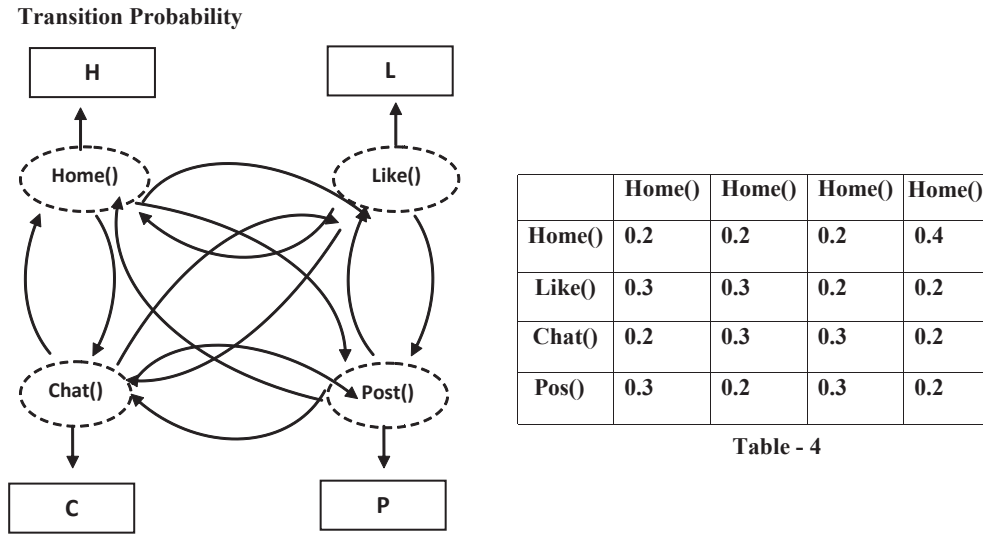 Transition Probability
H
L
Home()
Like()
Chat()
Post()
C
P
Home() Home() Home() Home()
Home() 0.2 0.2 0.2 0.4
Like() 0.3 0.3 0.2 0.2
Chat() 0.2 0.3 0.3 0.2
Pos() 0.3 0.2 0.3 0.2
Table - 4